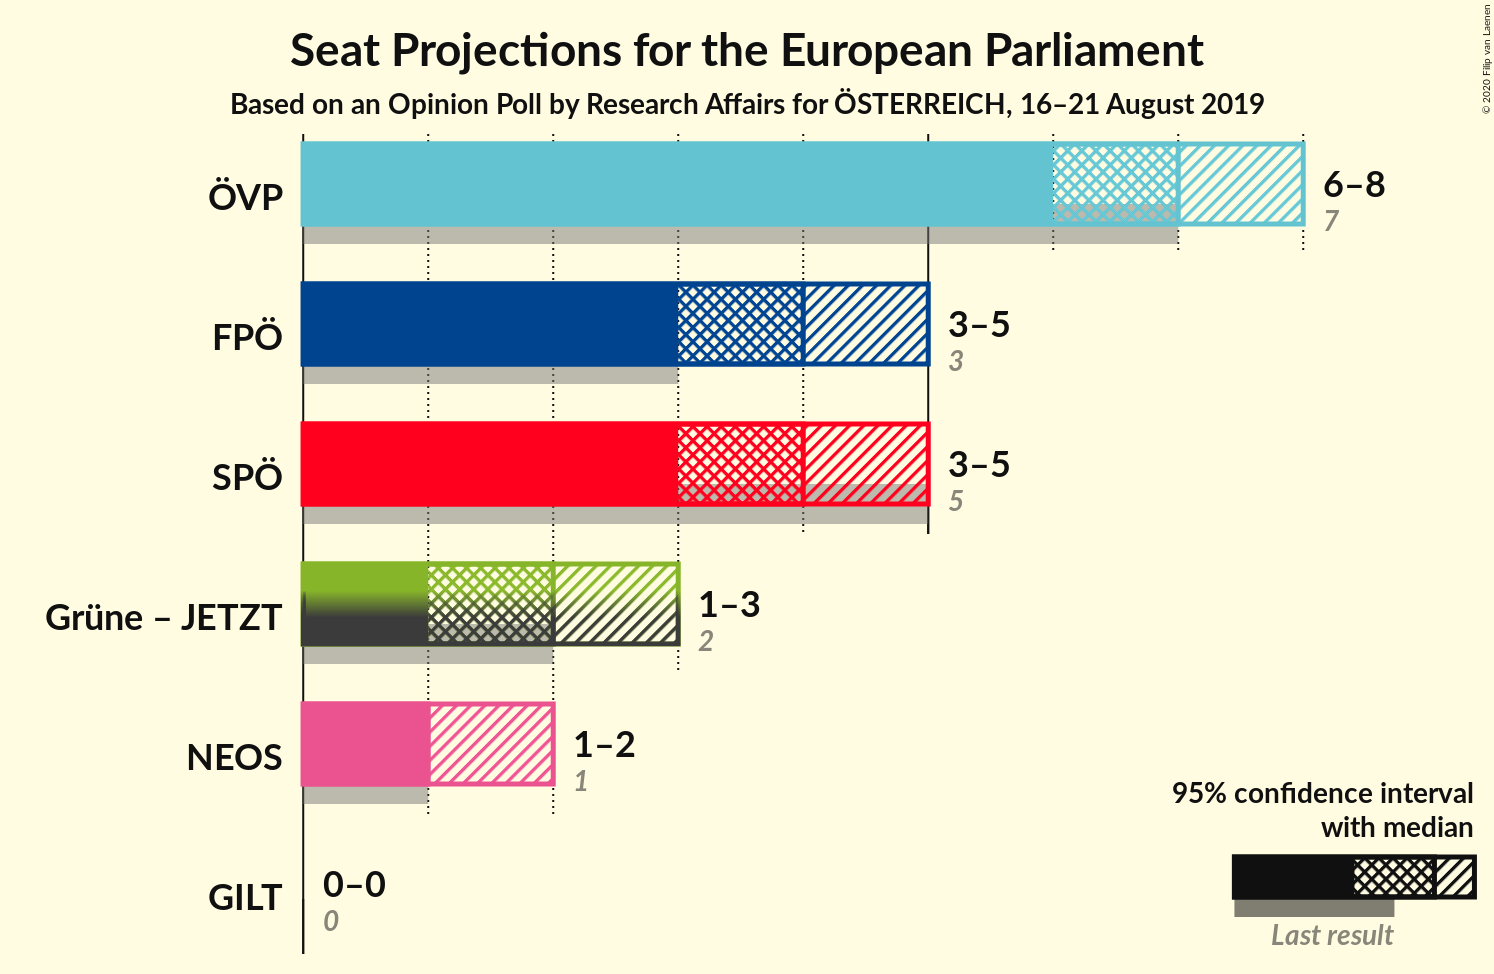 Seat Projections for the European Parliament
Based on an Opinion Poll by Research Affairs for ÖSTERREICH, 16–21 August 2019
© 2020 Filip van Laenen
ÖVP
6–8
7
FPÖ
3–5
3
SPÖ
3–5
5
Grüne – JETZT
1–3
2
NEOS
1–2
1
GILT
0–0
0
95% confidence interval
with median
Last result